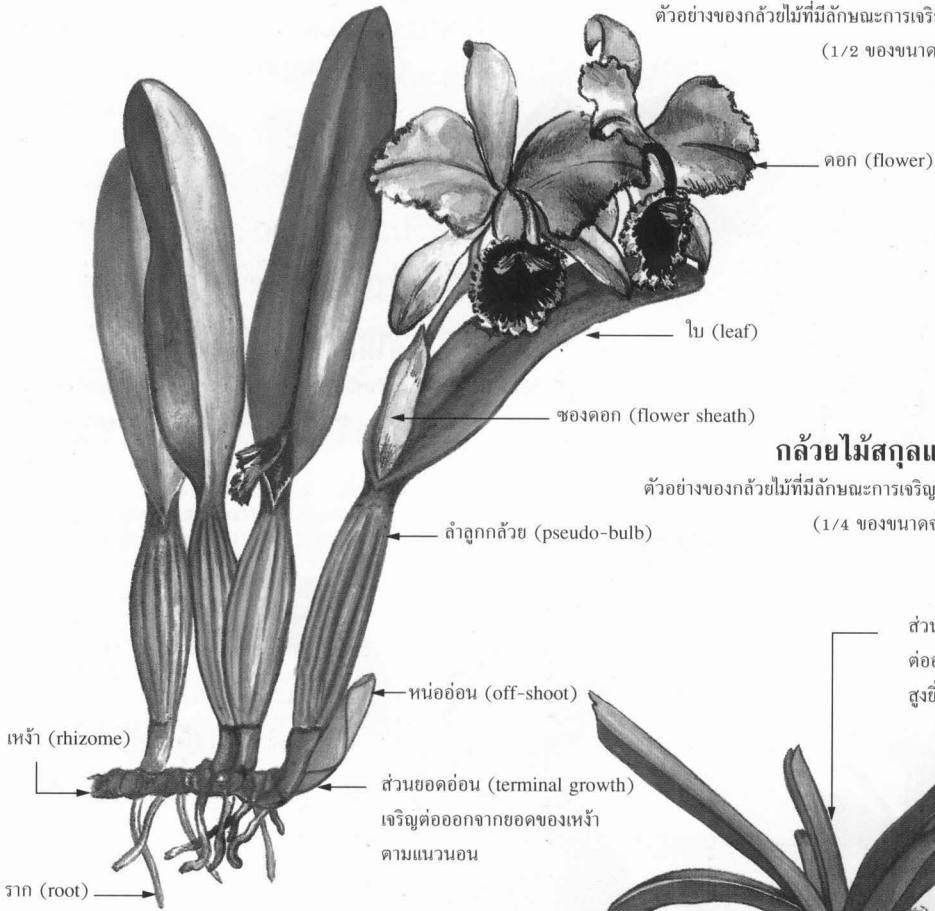 ตัวอย่างของกล้วยไม้ที่มีลักษณะการเจริ
(1/2 ของขนาด
ดอก (flower)
ใบ (leaf)
ซองดอก (flower sheath)
กล้วยไม้สกุลแ
ตัวอย่างของกล้วยไม้ที่มีลักษณะการเจริญ
(1/4 ของขนาดจ
ลำลูกกล้วย (pseudo-bulb)
ส่วน
ต่ออ
สูงยิ่
หน่ออ่อน (off-shoot)
เหง้า (rhizome)
ส่วนยอดอ่อน (terminal growth)
เจริญต่อออกจากยอดของเหง้า
ตามแนวนอน
ราก (root)